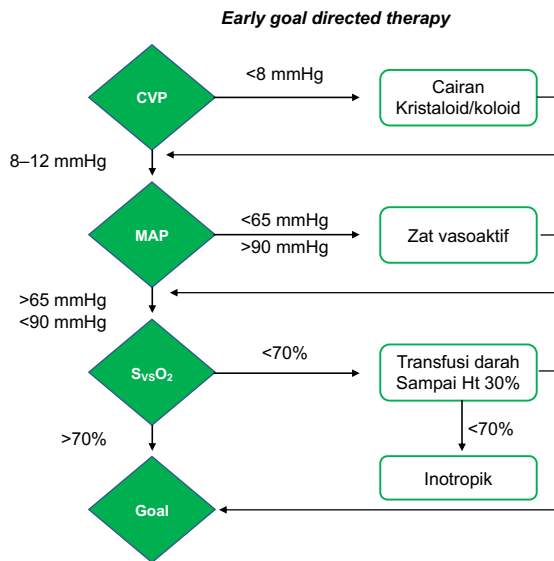 Early goal directed therapy
CVP
<8 mmHg
Cairan
Kristaloid/koloid
8–12 mmHg
MAP
<65 mmHg
>90 mmHg
Zat vasoaktif
>65 mmHg
<90 mmHg
SvsO₂
<70%
Transfusi darah
Sampai Ht 30%
>70%
<70%
Goal
Inotropik